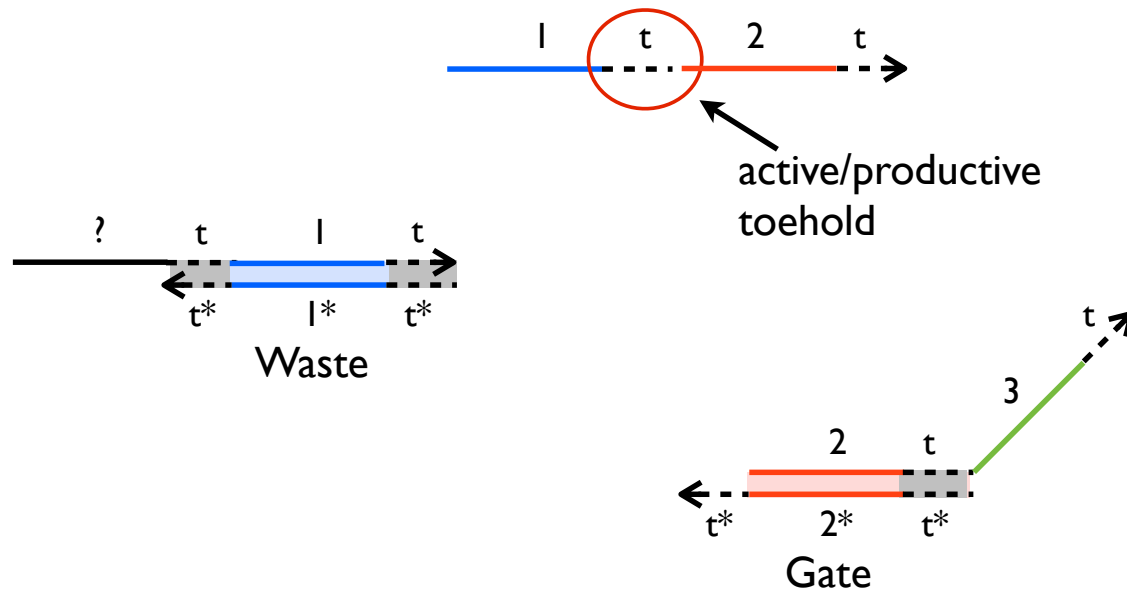 1 t 2 t
active/productive
toehold
? t 1 t
t* 1* t*
Waste
t
3
2 t
t* 2* t*
Gate